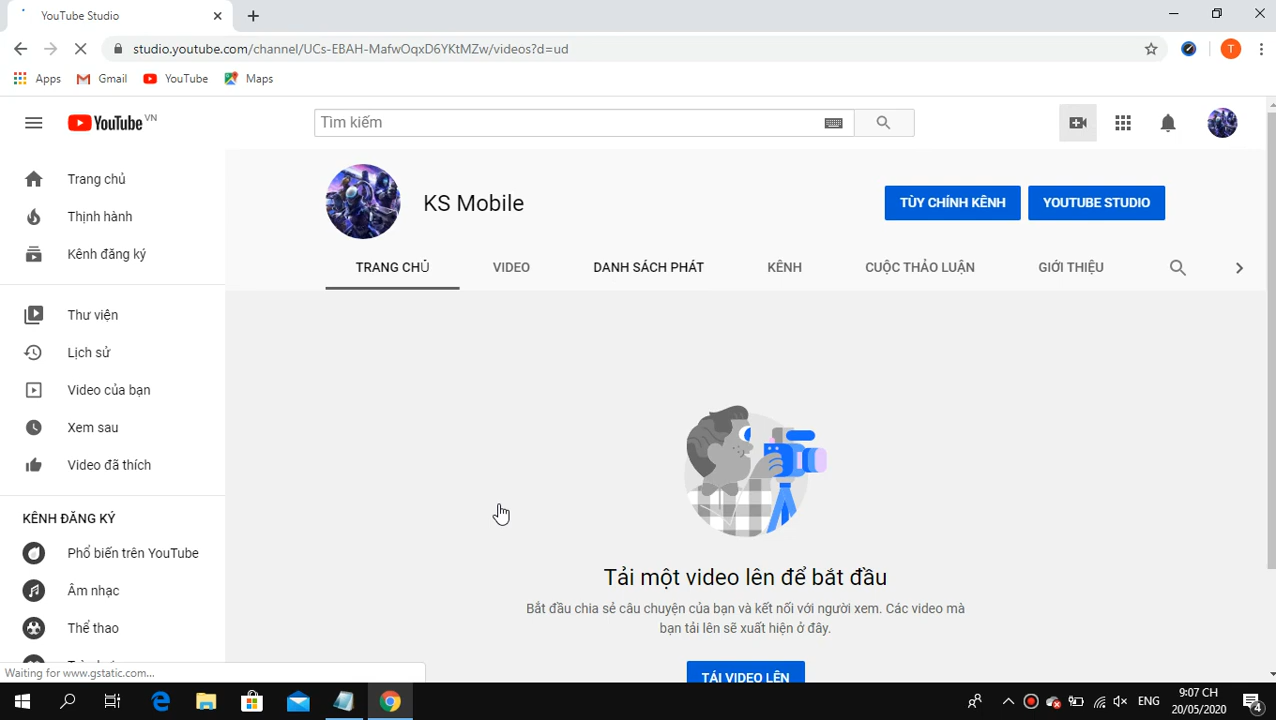 YouTube Studio
studio.youtube.com/channel/UCs-EBAH-MafwOqxD6YKtMZw/videos?d=ud
T
Apps Gmail YouTube Maps
YouTube VN
Tìm kiếm
KS Mobile
TÙY CHỈNH KÊNH
YOUTUBE STUDIO
TRANG CHỦ VIDEO DANH SÁCH PHÁT KÊNH CUỘC THẢO LUẬN GIỚI THIỆU
Trang chủ
Thịnh hành
Kênh đăng ký
Thư viện
Lịch sử
Video của bạn
Xem sau
Video đã thích
KÊNH ĐĂNG KÝ
Phổ biến trên YouTube
Âm nhạc
Thể thao
Tải một video lên để bắt đầu
Bắt đầu chia sẻ câu chuyện của bạn và kết nối với người xem. Các video mà
bạn tải lên sẽ xuất hiện ở đây.
TẢI VIDEO LÊN
Waiting for www.gstatic.com...
ENG
9:07 CH
20/05/2020
4